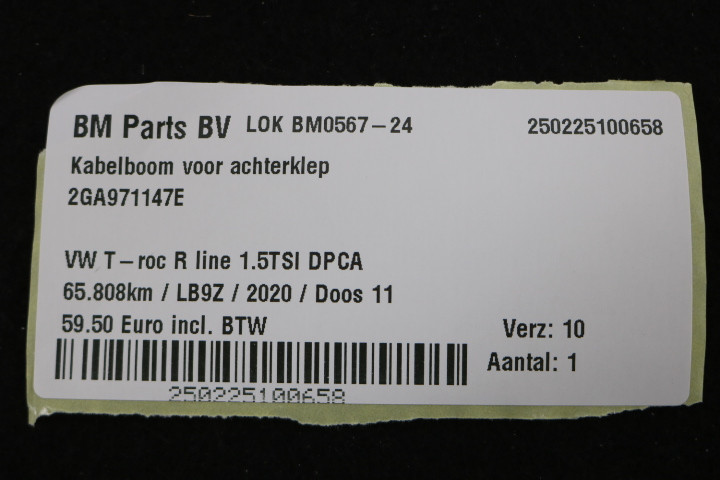 BM Parts BV LOK BM0567-24 250225100658
Kabelboom voor achterklep
2GA971147E
VW T-roc R line 1.5TSI DPCA
65.808km / LB9Z / 2020 / Doos 11
59.50 Euro incl. BTW Verz: 10
Aantal: 1
250225100658